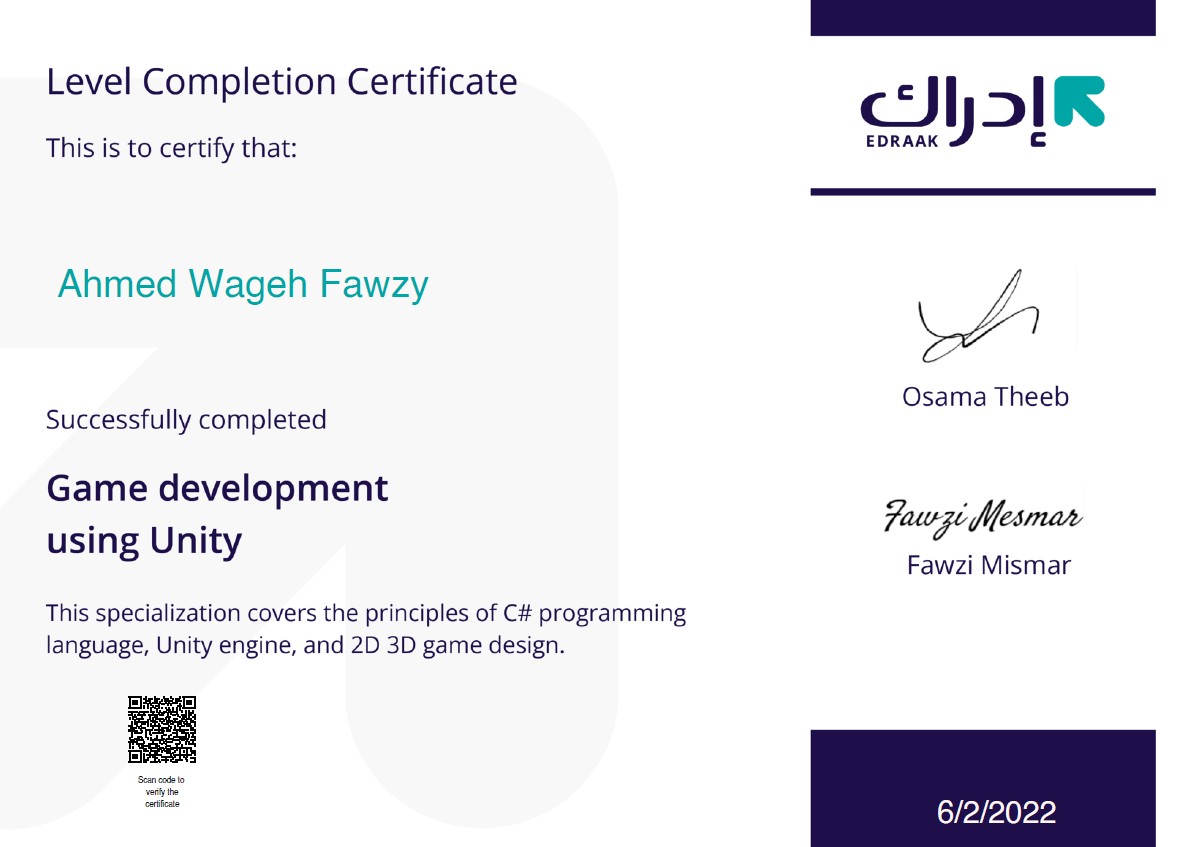 Level Completion Certificate
This is to certify that:
Ahmed Wageh Fawzy
Successfully completed
Game development
using Unity
This specialization covers the principles of C# programming
language, Unity engine, and 2D 3D game design.
Scan code to
verify the
certificate
إدراك
EDRAAK
Osama Theeb
Fawzi Mesmar
Fawzi Mismar
6/2/2022